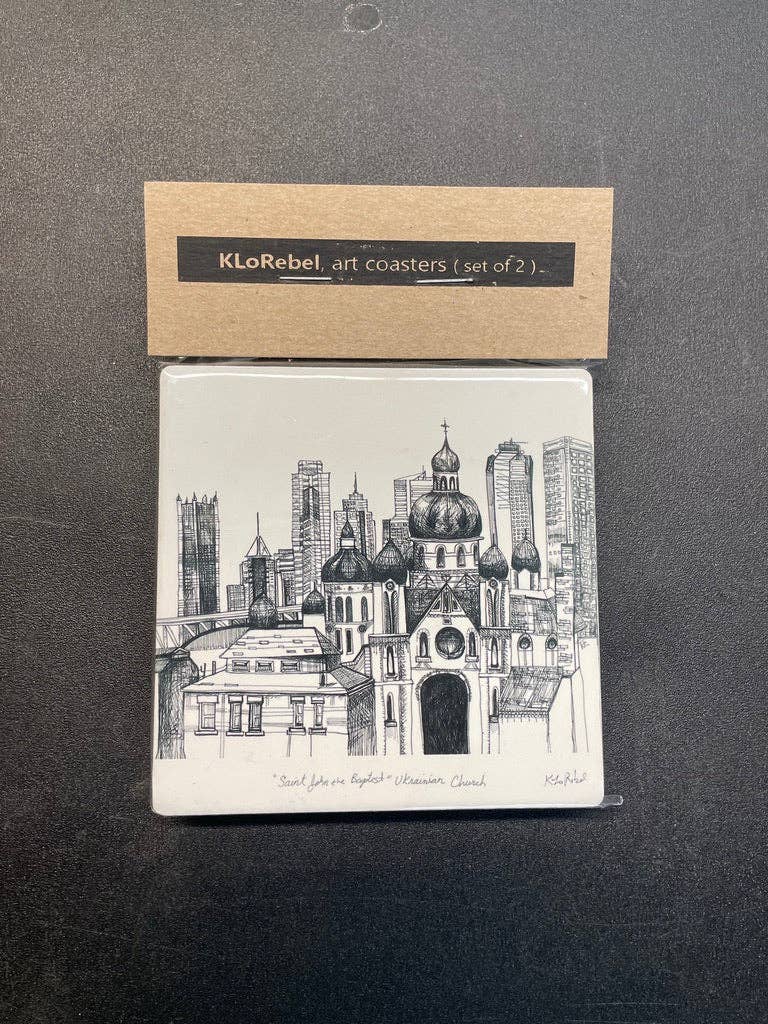 KLoRebel, art coasters ( set of 2 )
"Saint John the Baptist" Ukrainian Church KLoRebel